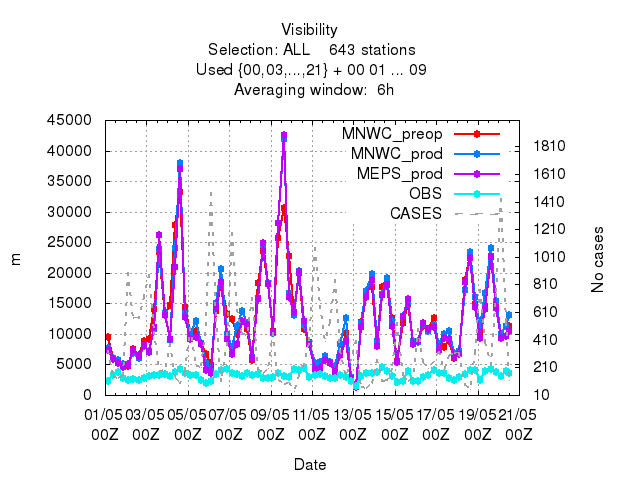 Visibility
Selection: ALL 643 stations
Used {00,03,...,21} + 00 01 ... 09
Averaging window: 6h
45000
40000
35000
30000
25000
20000
15000
10000
5000
0
m
MNWC_preop
MNWC_prod
MEPS_prod
OBS
CASES
1810
1610
1410
1210
1010
810
610
410
210
10
No cases
01/05 03/05 05/05 07/05 09/05 11/05 13/05 15/05 17/05 19/05 21/05
00Z 00Z 00Z 00Z 00Z 00Z 00Z 00Z 00Z 00Z 00Z
Date